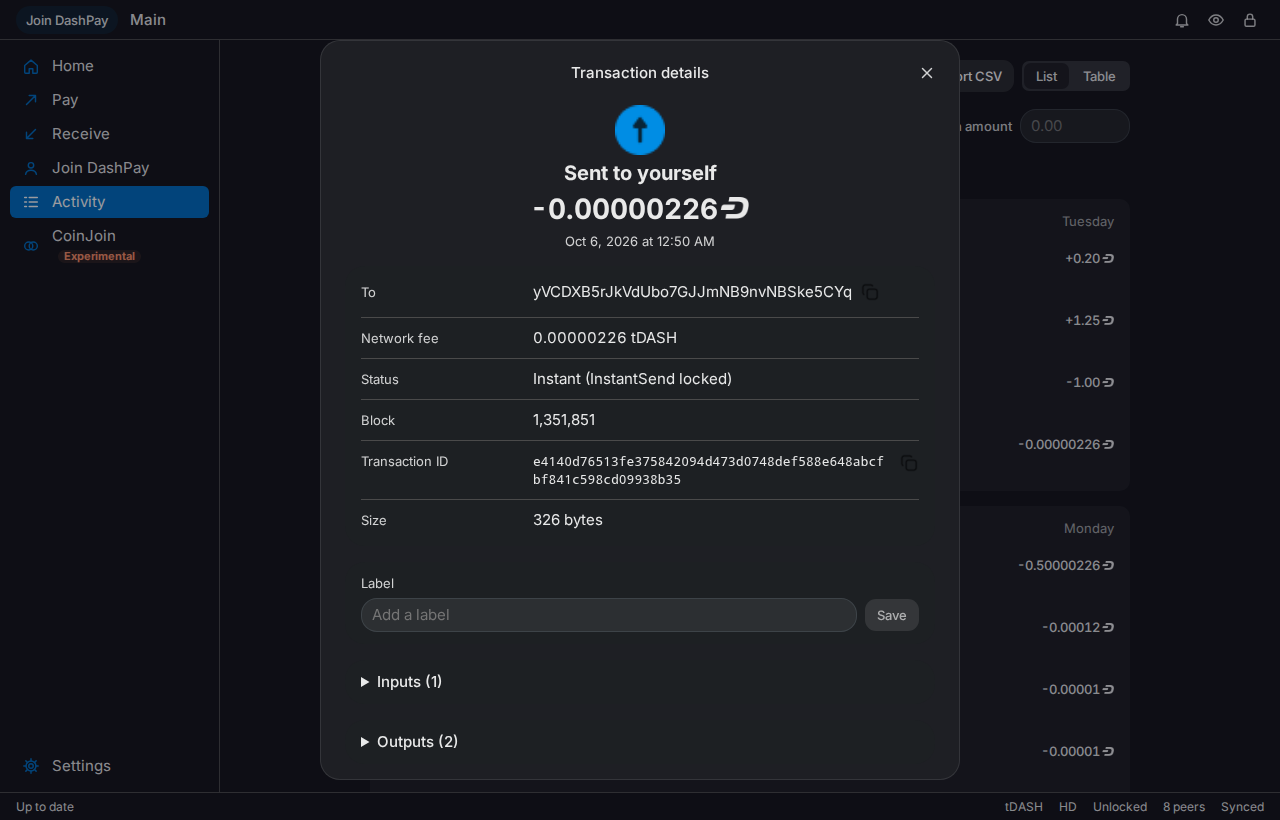 Join DashPay
Main
Home
Pay
Receive
Join DashPay
Activity
CoinJoin
Experimental
Settings
Transaction details
Sent to yourself
-0.00000226
Oct 6, 2026 at 12:50 AM
To
yVCDXB5rJkVdUbo7GJJmNB9nvNBSke5CYq
Network fee
0.00000226 tDASH
Status
Instant (InstantSend locked)
Block
1,351,851
Transaction ID
e4140d76513fe375842094d473d0748def588e648abcf
bf841c598cd09938b35
Size
326 bytes
Label
Add a label
Save
Inputs (1)
Outputs (2)
CSV
List
Table
amount
0.00
Tuesday
+0.20
+1.25
-1.00
-0.00000226
Monday
-0.50000226
-0.00012
-0.00001
-0.00001
Up to date
tDASH
HD
Unlocked
8 peers
Synced